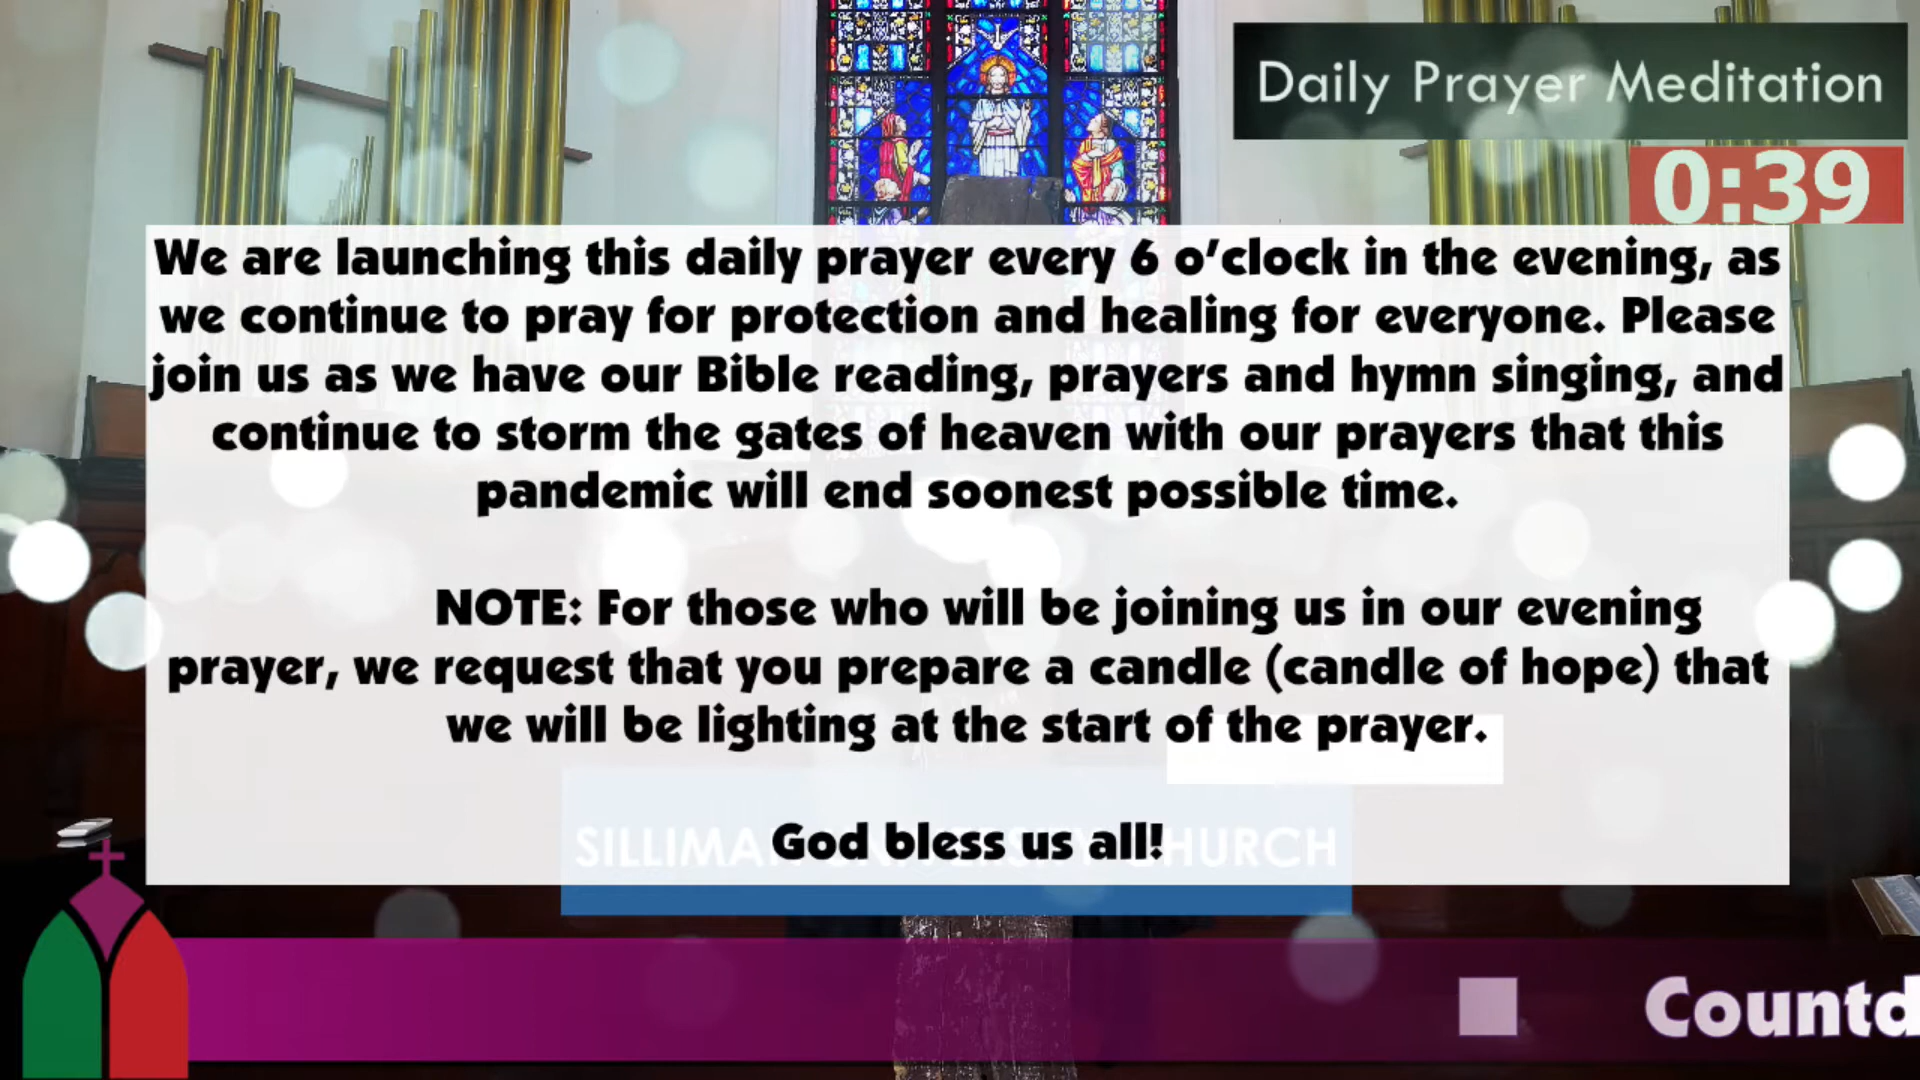 Daily Prayer Meditation
0:39
We are launching this daily prayer every 6 o’clock in the evening, as
we continue to pray for protection and healing for everyone. Please
join us as we have our Bible reading, prayers and hymn singing, and
continue to storm the gates of heaven with our prayers that this
pandemic will end soonest possible time.
NOTE: For those who will be joining us in our evening
prayer, we request that you prepare a candle (candle of hope) that
we will be lighting at the start of the prayer.
God bless us all!
Countd